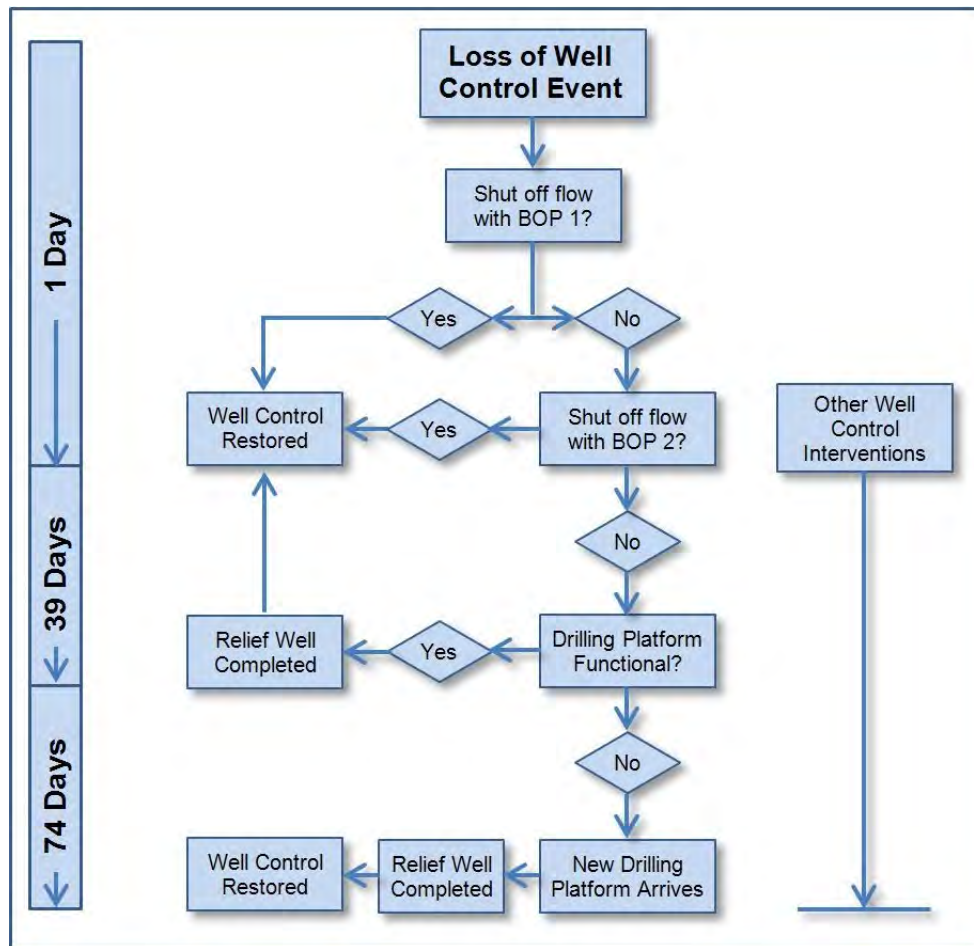 Loss of Well
Control Event
Shut off flow
with BOP 1?
1 Day
Yes
No
Well Control
Restored
Yes
Shut off flow
with BOP 2?
Other Well
Control
Interventions
39 Days
No
Relief Well
Completed
Yes
Drilling Platform
Functional?
74 Days
No
Well Control
Restored
Relief Well
Completed
New Drilling
Platform Arrives